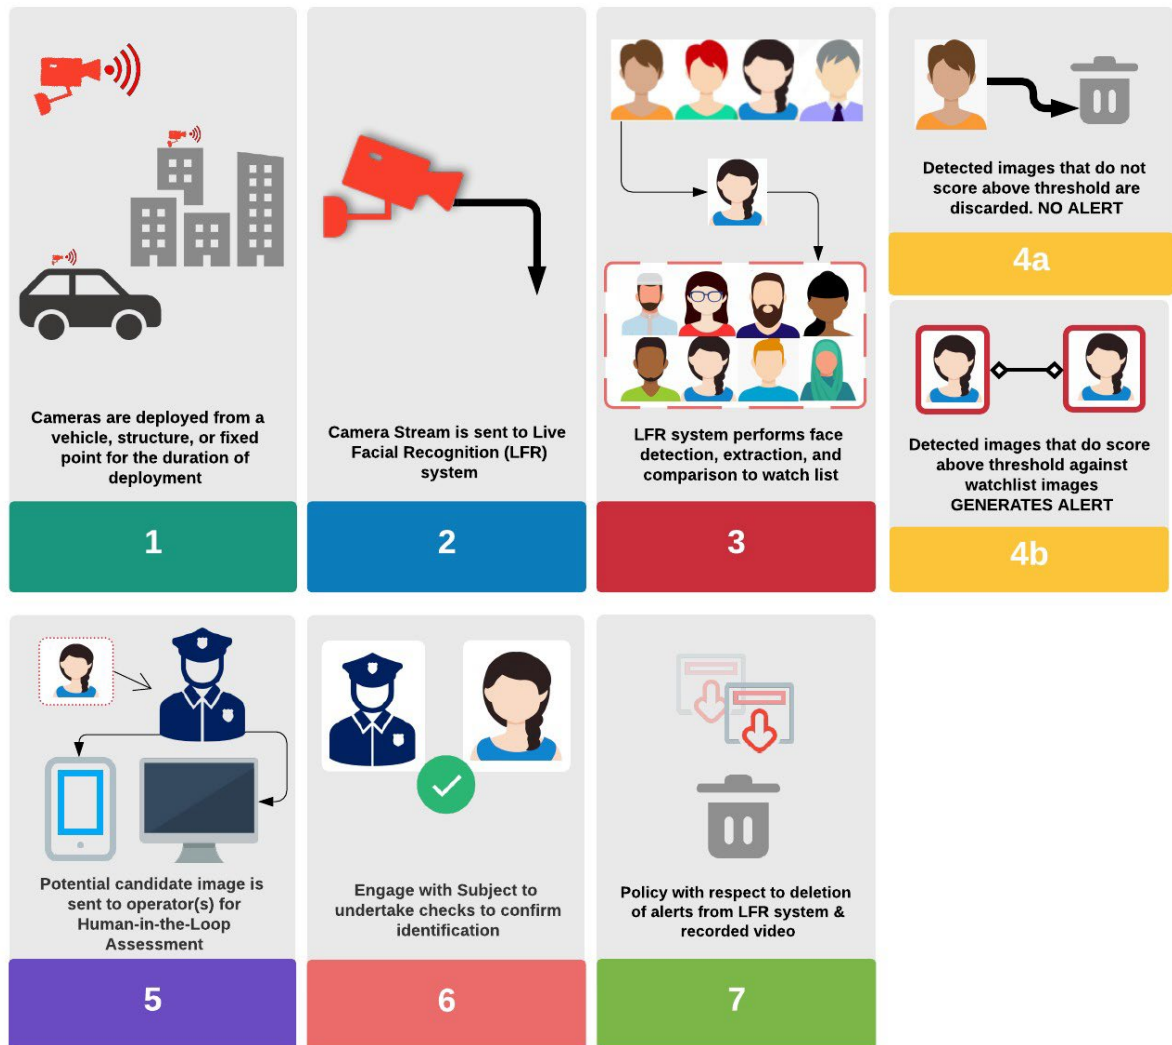 Cameras are deployed from a
vehicle, structure, or fixed
point for the duration of
deployment
1
Camera Stream is sent to Live
Facial Recognition (LFR)
system
2
LFR system performs face
detection, extraction, and
comparison to watch list
3
Detected images that do not
score above threshold are
discarded. NO ALERT
4a
Detected images that do score
above threshold against
watchlist images
GENERATES ALERT
4b
Potential candidate image is
sent to operator(s) for
Human-in-the-Loop
Assessment
5
Engage with Subject to
undertake checks to confirm
identification
6
Policy with respect to deletion
of alerts from LFR system &
recorded video
7